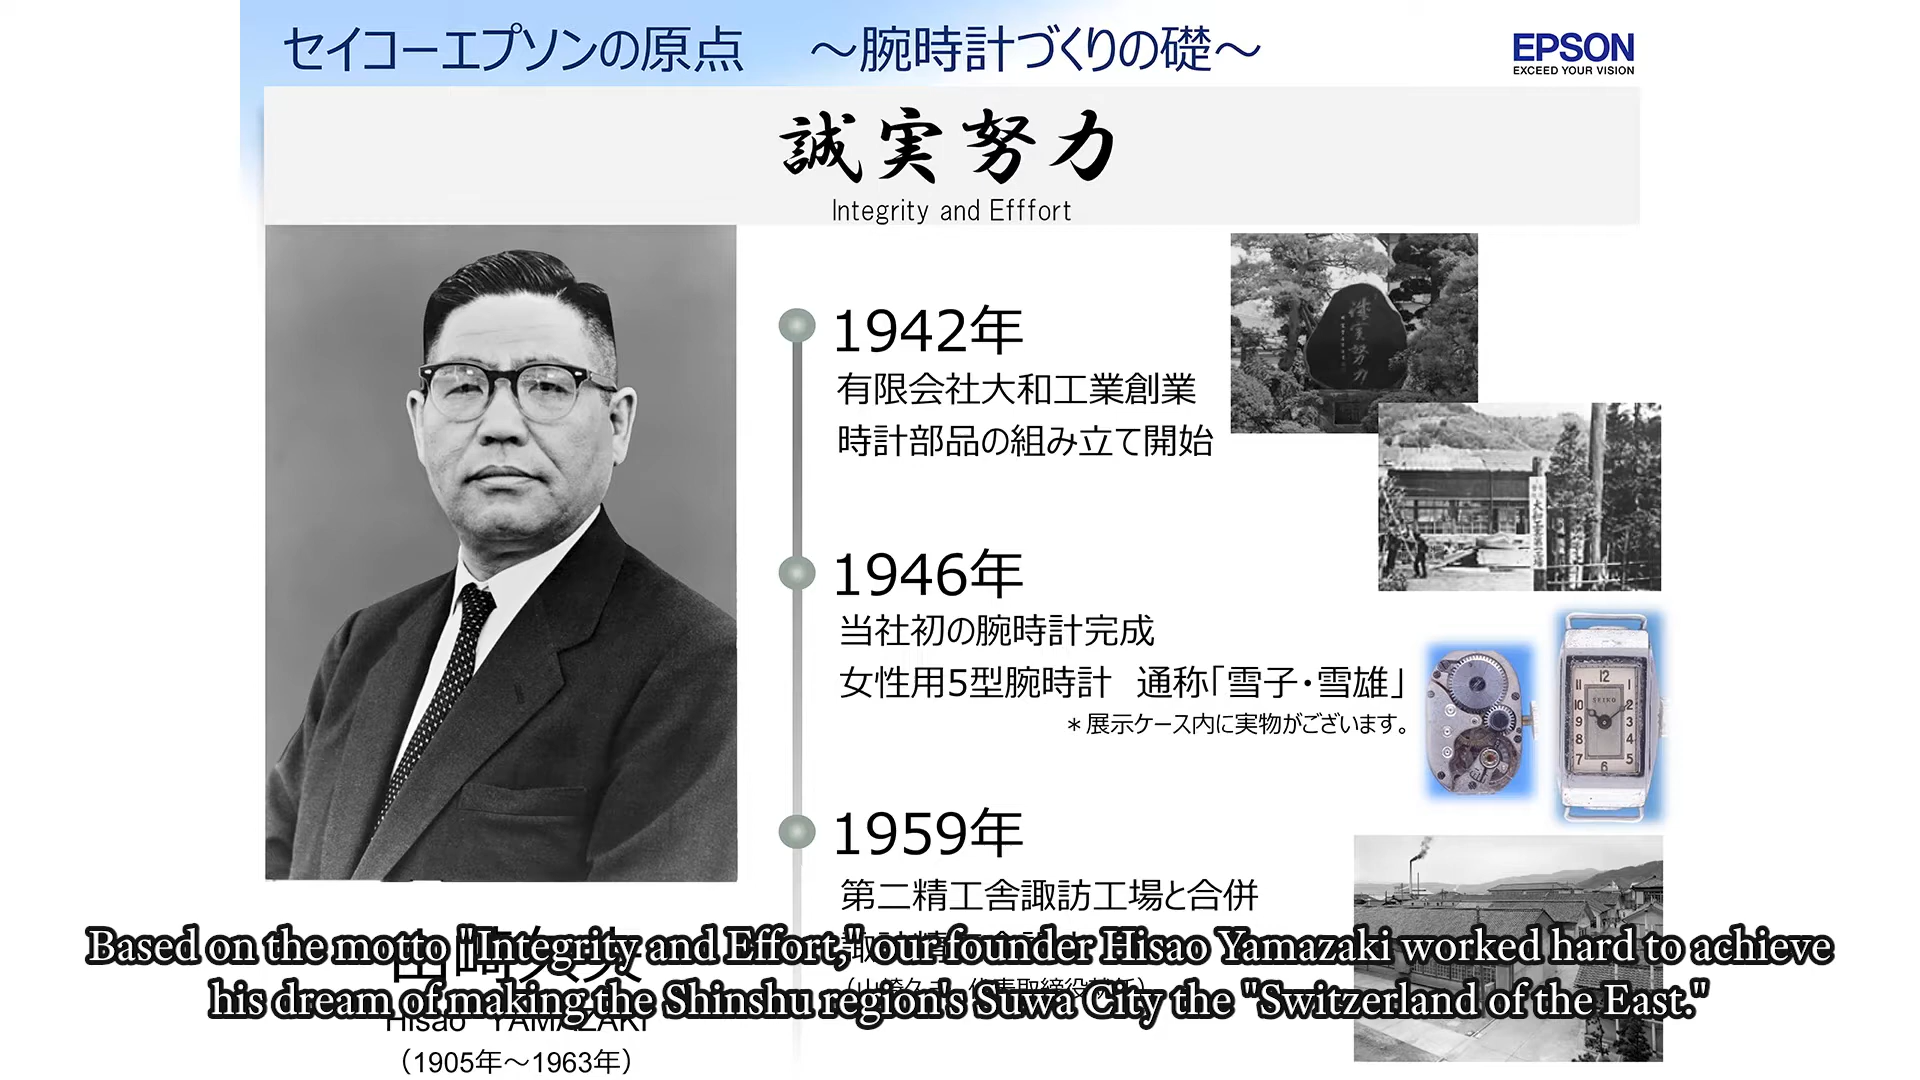 セイコーエプソンの原点　～腕時計づくりの礎～
EPSON
EXCEED YOUR VISION
誠実努力
Integrity and Efffort
1942年
有限会社大和工業創業
時計部品の組み立て開始
誠実努力
1946年
当社初の腕時計完成
女性用5型腕時計　通称「雪子・雪雄」
＊展示ケース内に実物がございます。
SEIKO
1959年
第二精工舎諏訪工場と合併
Based on the motto "Integrity and Effort," our founder Hisao Yamazaki worked hard to achieve
his dream of making the Shinshu region's Suwa City the "Switzerland of the East."
Hisao YAMAZAKI
（1905年～1963年）